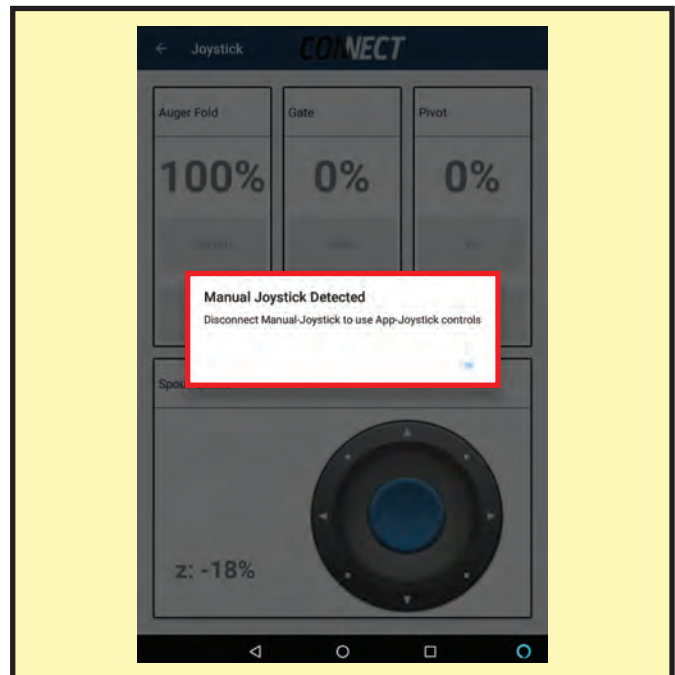 Joystick
CONNECT
Auger Fold
Gate
Pivot
100%
0%
0%
Manual Joystick Detected
Disconnect Manual-Joystick to use App-Joystick controls
z: -18%